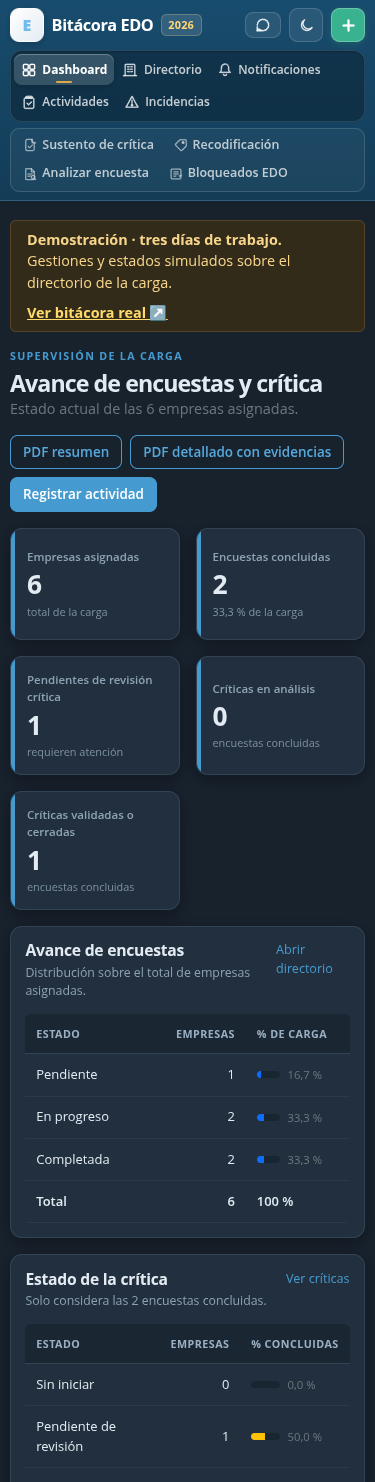 E Bitácora EDO 2026
Dashboard Directorio Notificaciones
Actividades Incidencias
Sustento de crítica Recodificación
Analizar encuesta Bloqueados EDO
Demostración · tres días de trabajo.
Gestiones y estados simulados sobre el
directorio de la carga.
Ver bitácora real ↗
SUPERVISIÓN DE LA CARGA
Avance de encuestas y crítica
Estado actual de las 6 empresas asignadas.
PDF resumen PDF detallado con evidencias
Registrar actividad
Empresas asignadas
6
total de la carga
Encuestas concluidas
2
33,3 % de la carga
Pendientes de revisión
crítica
1
requieren atención
Críticas en análisis
0
encuestas concluidas
Críticas validadas o
cerradas
1
encuestas concluidas
Avance de encuestas
Distribución sobre el total de empresas
asignadas.
Abrir
directorio
ESTADO EMPRESAS % DE CARGA
Pendiente 1 16,7 %
En progreso 2 33,3 %
Completada 2 33,3 %
Total 6 100 %
Estado de la crítica
Solo considera las 2 encuestas concluidas.
Ver críticas
ESTADO EMPRESAS % CONCLUIDAS
Sin iniciar 0 0,0 %
Pendiente de
revisión
1 50,0 %